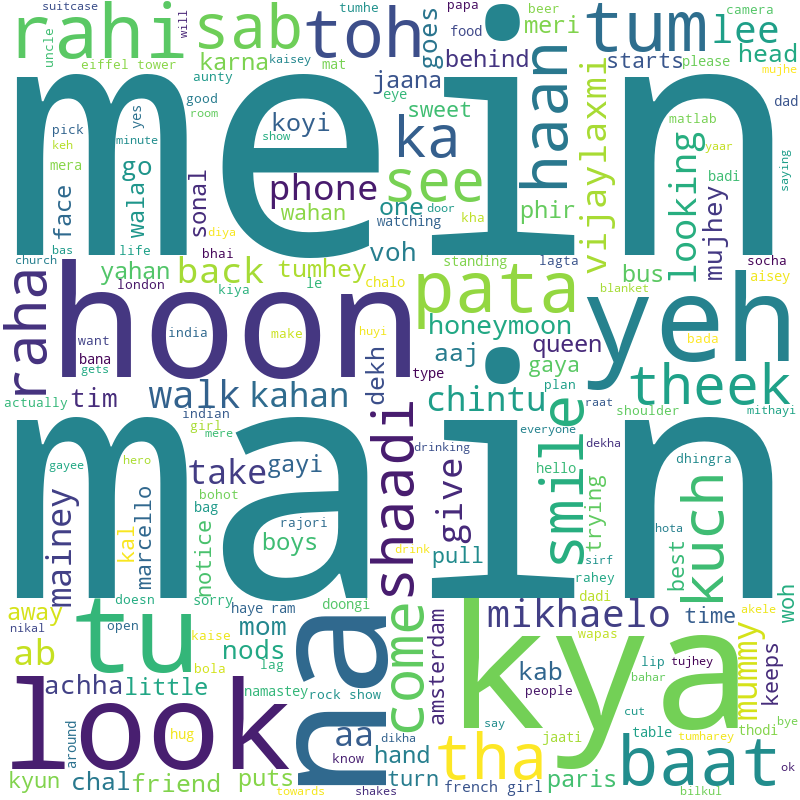 suitcase
rahi
sab
toh
tumhe
papa
beer
camera
tum
lee
will
uncle
karna
goes
food
meri
behind
starts
please
head
eiffel tower
kaisey
mat
mujhe
aunty
jaana
haan
vijaylaxmi
dad
mein
good
room
eye
sweet
matlab
yaar
saying
pick
yes
koyi
show
ka
looking
keh
minute
go
see
badi
mera
wala
phone
one
door
phir
mujhey
face
sonal
wahan
watching
kha
life
diya
voh
bas
bhai
church
yahan
back
tumhey
standing
lagta
bus
socha
london
kiya
le
chalo
blanket
aisey
raha
hoon
pata
yeh
bada
want
india
make
huyi
honeymoon
bana
aaj
queen
gets
dekh
type
gaya
theek
actually
tim
walk
kahan
chintu
plan
raat
shoulder
mithayi
indian
girl
mere
drinking
everyone
dekha
main
gayee
hero
take
gayi
shaadi
give
hello
smile
trying
dhingra
kuch
mainey
kal
marcello
bohot
bag
notice
rajori
boys
drink
pull
sirf
best
hota
rahey
woh
away
doesn
sorry
haye ram
doongi
dadi
akele
nikal
open
tu
kaise
mom
na
come
amsterdam
mikhaelo
time
wapas
ab
bola
nods
lag
kya
kab
lip
tujhey
mummy
keeps
achha
little
namastey
rock show
people
bahar
look
hug
aa
say
cut
around
dikha
tha
jaati
table
thodi
bye
know
hand
tumharey
baat
kyun
chal
friend
puts
shakes
turn
french girl
paris
ok
towards
bilkul